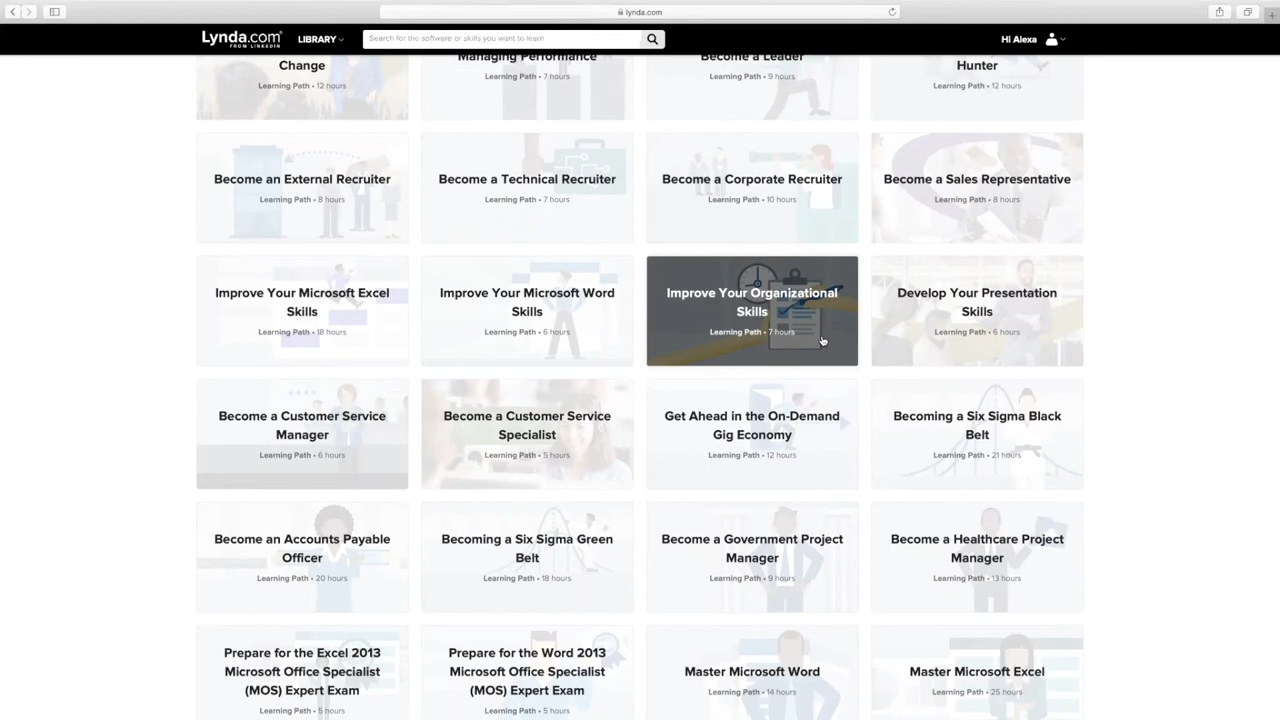 lynda.com
Lynda.com
FROM LINKEDIN
LIBRARY
Search for the software or skills you want to learn
Hi Alexa
Change
Learning Path • 12 hours
Managing Performance
Learning Path • 7 hours
Become a Leader
Learning Path • 9 hours
Hunter
Learning Path • 12 hours
Become an External Recruiter
Learning Path • 8 hours
Become a Technical Recruiter
Learning Path • 7 hours
Become a Corporate Recruiter
Learning Path • 10 hours
Become a Sales Representative
Learning Path • 8 hours
Improve Your Microsoft Excel
Skills
Learning Path • 18 hours
Improve Your Microsoft Word
Skills
Learning Path • 6 hours
Improve Your Organizational
Skills
Learning Path • 7 hours
Develop Your Presentation
Skills
Learning Path • 6 hours
Become a Customer Service
Manager
Learning Path • 6 hours
Become a Customer Service
Specialist
Learning Path • 5 hours
Get Ahead in the On-Demand
Gig Economy
Learning Path • 12 hours
Becoming a Six Sigma Black
Belt
Learning Path • 21 hours
Become an Accounts Payable
Officer
Learning Path • 20 hours
Becoming a Six Sigma Green
Belt
Learning Path • 18 hours
Become a Government Project
Manager
Learning Path • 9 hours
Become a Healthcare Project
Manager
Learning Path • 13 hours
Prepare for the Excel 2013
Microsoft Office Specialist
(MOS) Expert Exam
Learning Path • 5 hours
Prepare for the Word 2013
Microsoft Office Specialist
(MOS) Expert Exam
Learning Path • 5 hours
Master Microsoft Word
Learning Path • 14 hours
Master Microsoft Excel
Learning Path • 25 hours